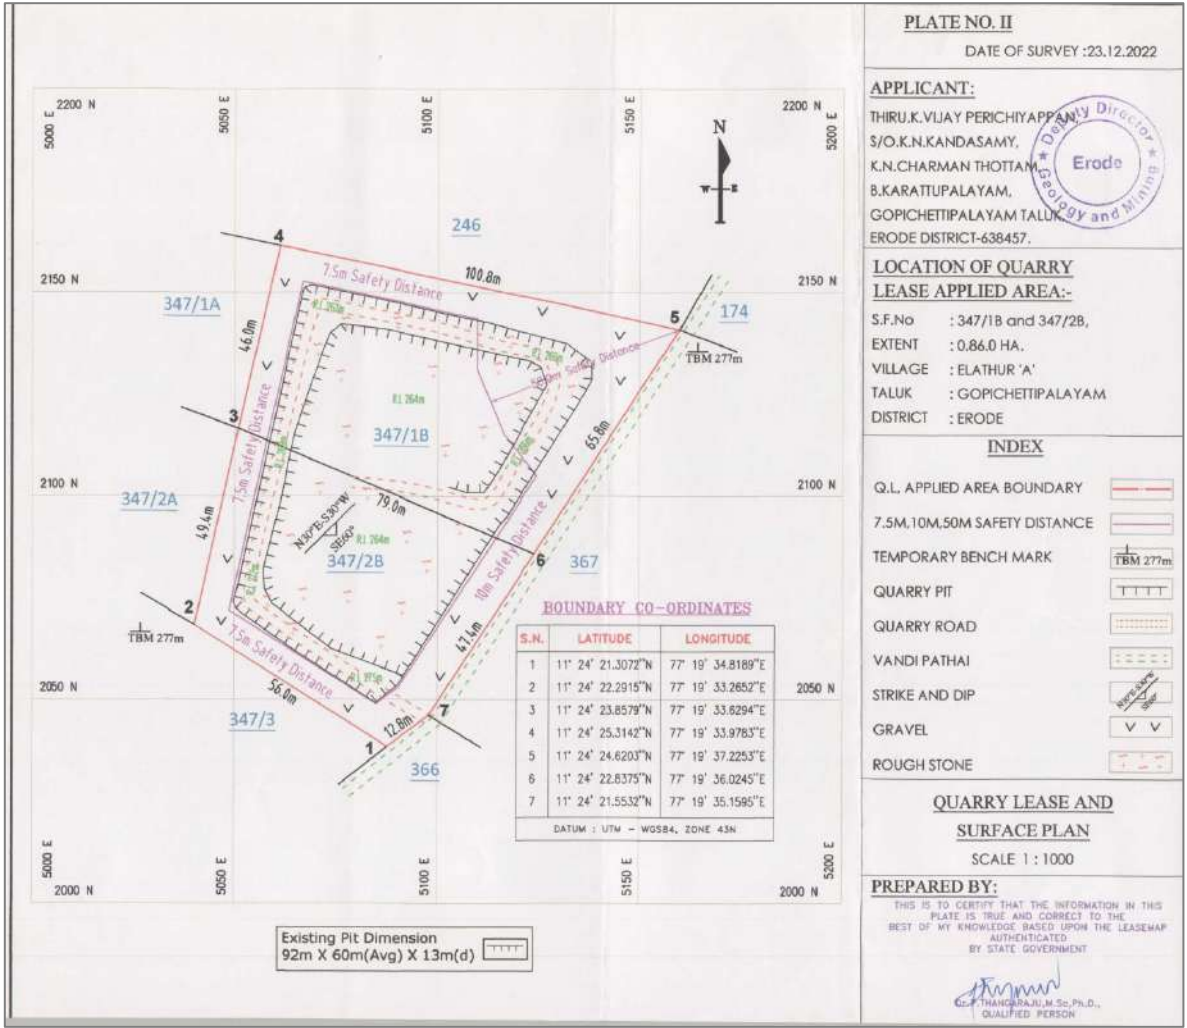 PLATE NO. II
DATE OF SURVEY :23.12.2022
APPLICANT:
THIRU.K.VIJAY PERICHIYAPPAN,
S/O.K.N.KANDASAMY,
K.N.CHARMAN THOTTAM,
B.KARATTUPALAYAM,
GOPICHETTIPALAYAM TALUK,
ERODE DISTRICT-638457.
Deputy Director
Erode
Geology and Mining
LOCATION OF QUARRY
LEASE APPLIED AREA:-
S.F.No : 347/1B and 347/2B,
EXTENT : 0.86.0 HA.
VILLAGE : ELATHUR 'A'
TALUK : GOPICHETTIPALAYAM
DISTRICT : ERODE
INDEX
Q.L. APPLIED AREA BOUNDARY
7.5M,10M,50M SAFETY DISTANCE
TEMPORARY BENCH MARK
TBM 277m
QUARRY PIT
QUARRY ROAD
VANDI PATHAI
STRIKE AND DIP
N30°E-S30°W
SE60°
GRAVEL
ROUGH STONE
QUARRY LEASE AND
SURFACE PLAN
SCALE 1 : 1000
PREPARED BY:
THIS IS TO CERTIFY THAT THE INFORMATION IN THIS
PLATE IS TRUE AND CORRECT TO THE
BEST OF MY KNOWLEDGE BASED UPON THE LEASEMAP
AUTHENTICATED
BY STATE GOVERNMENT
THANGARAJU,M.Sc,Ph.D.,
QUALIFIED PERSON
2200 N
5000 E
5050 E
5100 E
5150 E
2200 N
5200 E
N
W E
246
4
7.5m Safety Distance
100.8m
2150 N
2150 N
347/1A
5
174
TBM 277m
46.0m
R.L 264m
347/1B
65.8m
3
7.5m Safety Distance
2100 N
2100 N
347/2A
49.4m
79.0m
N30°E-S30°W
SE60°
R.L 264m
347/2B
10m Safety Distance
6
367
2
TBM 277m
7.5m Safety Distance
47.4m
56.0m
2050 N
2050 N
347/3
12.8m
7
1
366
BOUNDARY CO-ORDINATES
S.N. LATITUDE LONGITUDE
1 11° 24' 21.3072"N 77° 19' 34.8189"E
2 11° 24' 22.2915"N 77° 19' 33.2652"E
3 11° 24' 23.8579"N 77° 19' 33.6294"E
4 11° 24' 25.3142"N 77° 19' 33.9783"E
5 11° 24' 24.6203"N 77° 19' 37.2253"E
6 11° 24' 22.8375"N 77° 19' 36.0245"E
7 11° 24' 21.5532"N 77° 19' 35.1595"E
DATUM : UTM - WGS84, ZONE 43N
5000 E
2000 N
5050 E
5100 E
5150 E
5200 E
2000 N
Existing Pit Dimension
92m X 60m(Avg) X 13m(d)